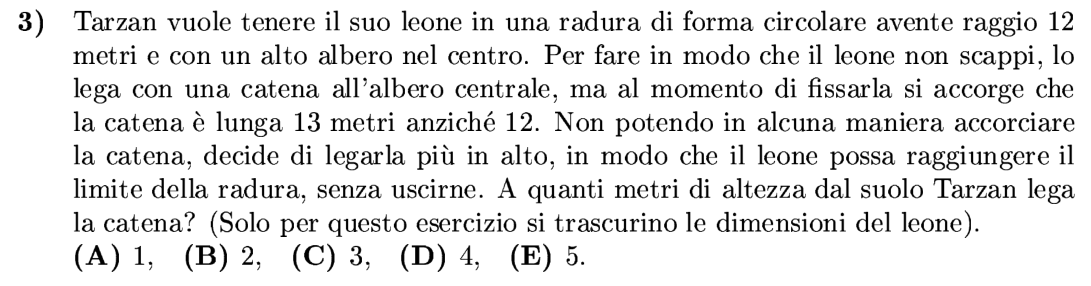 3) Tarzan vuole tenere il suo leone in una radura di forma circolare avente raggio 12
metri e con un alto albero nel centro. Per fare in modo che il leone non scappi, lo
lega con una catena all'albero centrale, ma al momento di fissarla si accorge che
la catena è lunga 13 metri anziché 12. Non potendo in alcuna maniera accorciare
la catena, decide di legarla più in alto, in modo che il leone possa raggiungere il
limite della radura, senza uscirne. A quanti metri di altezza dal suolo Tarzan lega
la catena? (Solo per questo esercizio si trascurino le dimensioni del leone).
(A) 1, (B) 2, (C) 3, (D) 4, (E) 5.